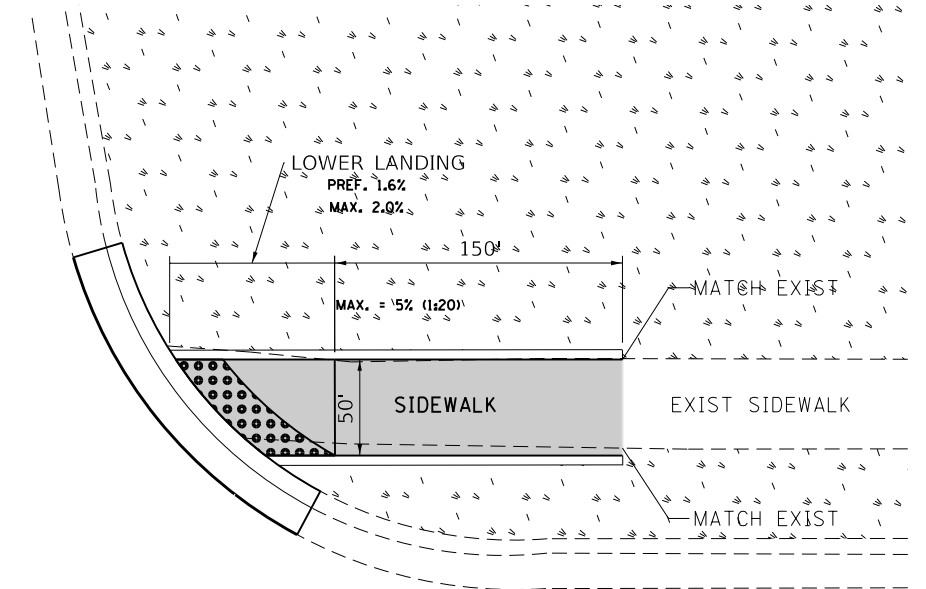 LOWER LANDING
PREF. 1.6%
MAX. 2.0%
150'
MATCH EXIST
MAX. = 5% (1:20)
50'
SIDEWALK
EXIST SIDEWALK
MATCH EXIST